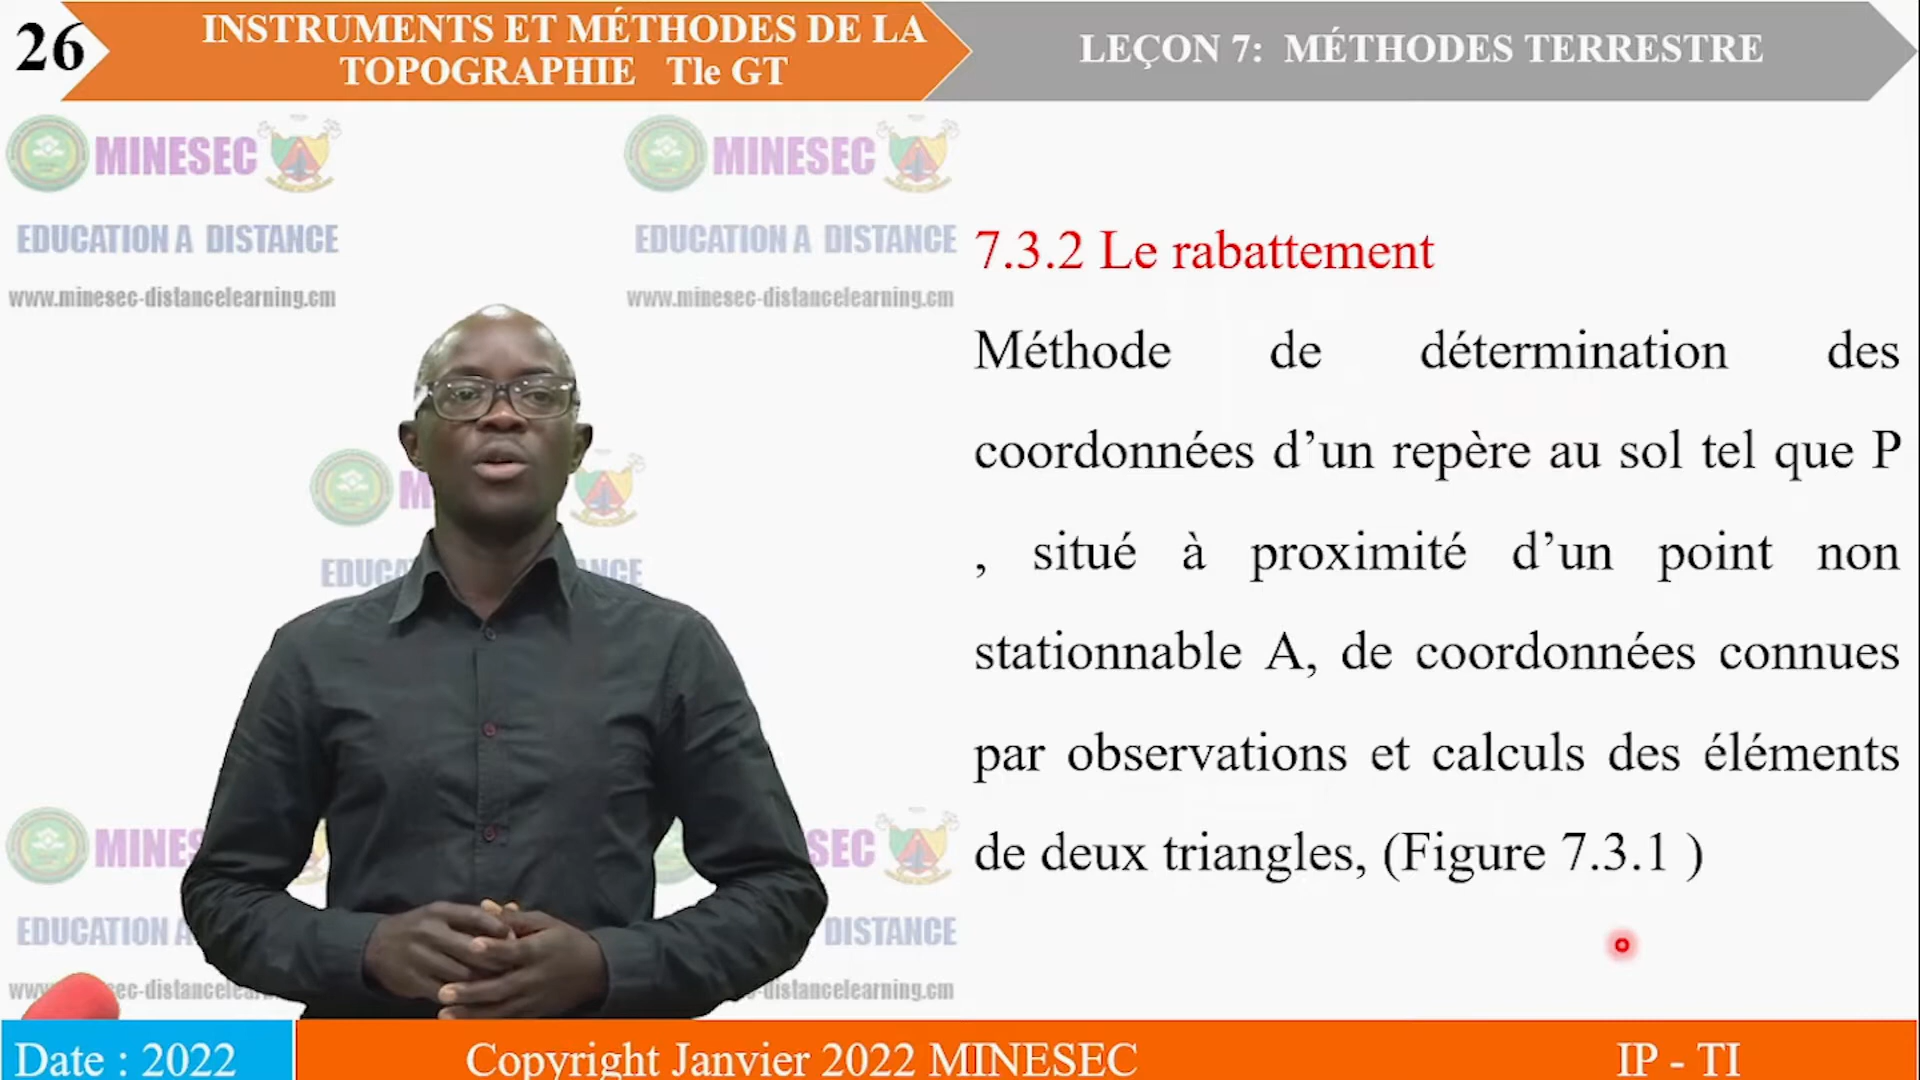 26
INSTRUMENTS ET MÉTHODES DE LA
TOPOGRAPHIE Tle GT
LEÇON 7: MÉTHODES TERRESTRE
MINESEC
EDUCATION A DISTANCE
www.minesec-distancelearning.cm
MINESEC
EDUCATION A DISTANCE
www.minesec-distancelearning.cm
7.3.2 Le rabattement
Méthode de détermination des
coordonnées d’un repère au sol tel que P
, situé à proximité d’un point non
stationnable A, de coordonnées connues
par observations et calculs des éléments
de deux triangles, (Figure 7.3.1 )
Date : 2022
Copyright Janvier 2022 MINESEC
IP - TI